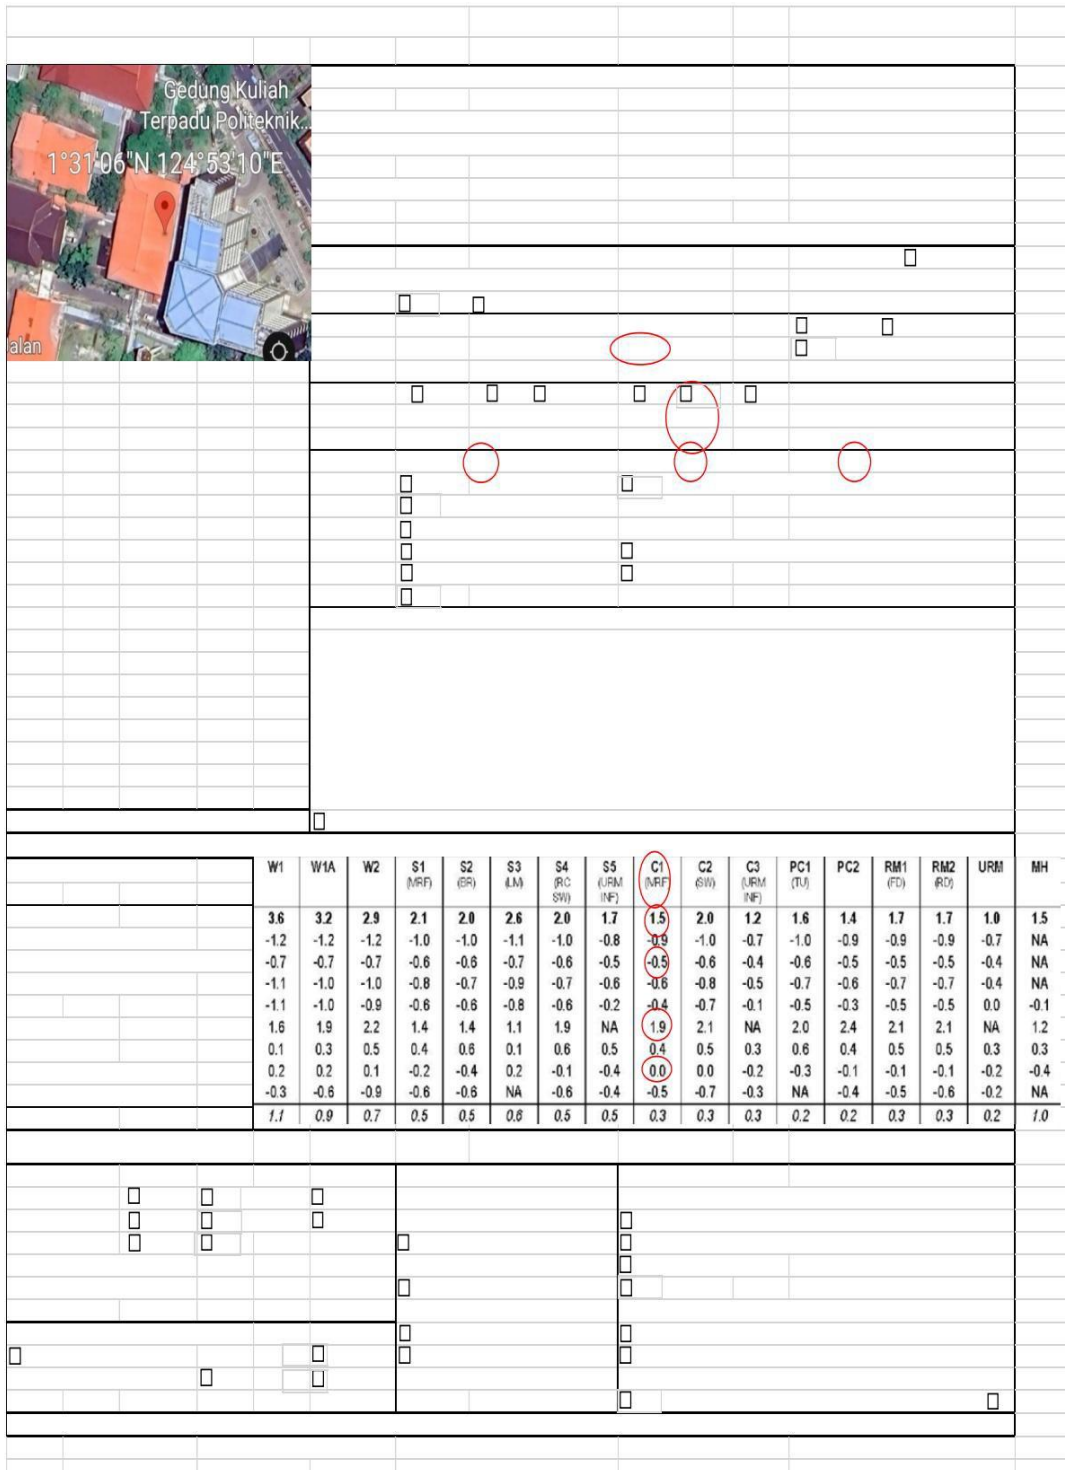 Gedung Kuliah
Terpadu Politeknik...
1°31'06"N 124°53'10"E
alan
W1 W1A W2 S1 S2 S3 S4 S5 C1 C2 C3 PC1 PC2 RM1 RM2 URM MH
(MRF) (BR) (LM) (RC (URM (MRF) (SW) (URM (TU) (FD) (RD)
SW) INF) INF)
3.6 3.2 2.9 2.1 2.0 2.6 2.0 1.7 1.5 2.0 1.2 1.6 1.4 1.7 1.7 1.0 1.5
-1.2 -1.2 -1.2 -1.0 -1.0 -1.1 -1.0 -0.8 -0.9 -1.0 -0.7 -1.0 -0.9 -0.9 -0.9 -0.7 NA
-0.7 -0.7 -0.7 -0.6 -0.6 -0.7 -0.6 -0.5 -0.5 -0.6 -0.4 -0.6 -0.5 -0.5 -0.5 -0.4 NA
-1.1 -1.0 -1.0 -0.8 -0.7 -0.9 -0.7 -0.6 -0.6 -0.8 -0.5 -0.7 -0.6 -0.7 -0.7 -0.4 NA
-1.1 -1.0 -0.9 -0.6 -0.6 -0.8 -0.6 -0.2 -0.4 -0.7 -0.1 -0.5 -0.3 -0.5 -0.5 0.0 -0.1
1.6 1.9 2.2 1.4 1.4 1.1 1.9 NA 1.9 2.1 NA 2.0 2.4 2.1 2.1 NA 1.2
0.1 0.3 0.5 0.4 0.6 0.1 0.6 0.5 0.4 0.5 0.3 0.6 0.4 0.5 0.5 0.3 0.3
0.2 0.2 0.1 -0.2 -0.4 0.2 -0.1 -0.4 0.0 0.0 -0.2 -0.3 -0.1 -0.1 -0.1 -0.2 -0.4
-0.3 -0.6 -0.9 -0.6 -0.6 NA -0.6 -0.4 -0.5 -0.7 -0.3 NA -0.4 -0.5 -0.6 -0.2 NA
1.1 0.9 0.7 0.5 0.5 0.6 0.5 0.5 0.3 0.3 0.3 0.2 0.2 0.3 0.3 0.2 1.0